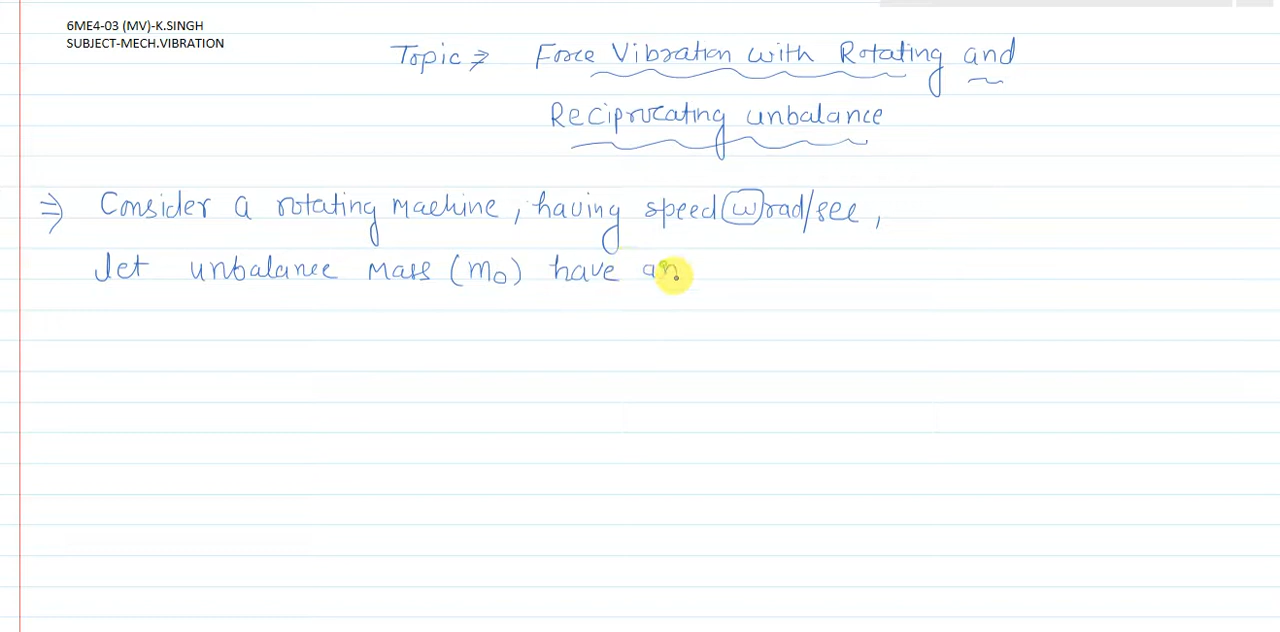 6ME4-03 (MV)-K.SINGH
SUBJECT-MECH.VIBRATION
Topic ⇒ Force Vibration with Rotating and
Reciprocating unbalance
⇒ Consider a rotating machine, having speed ω rad/sec,
Let unbalance mass (m₀) have an